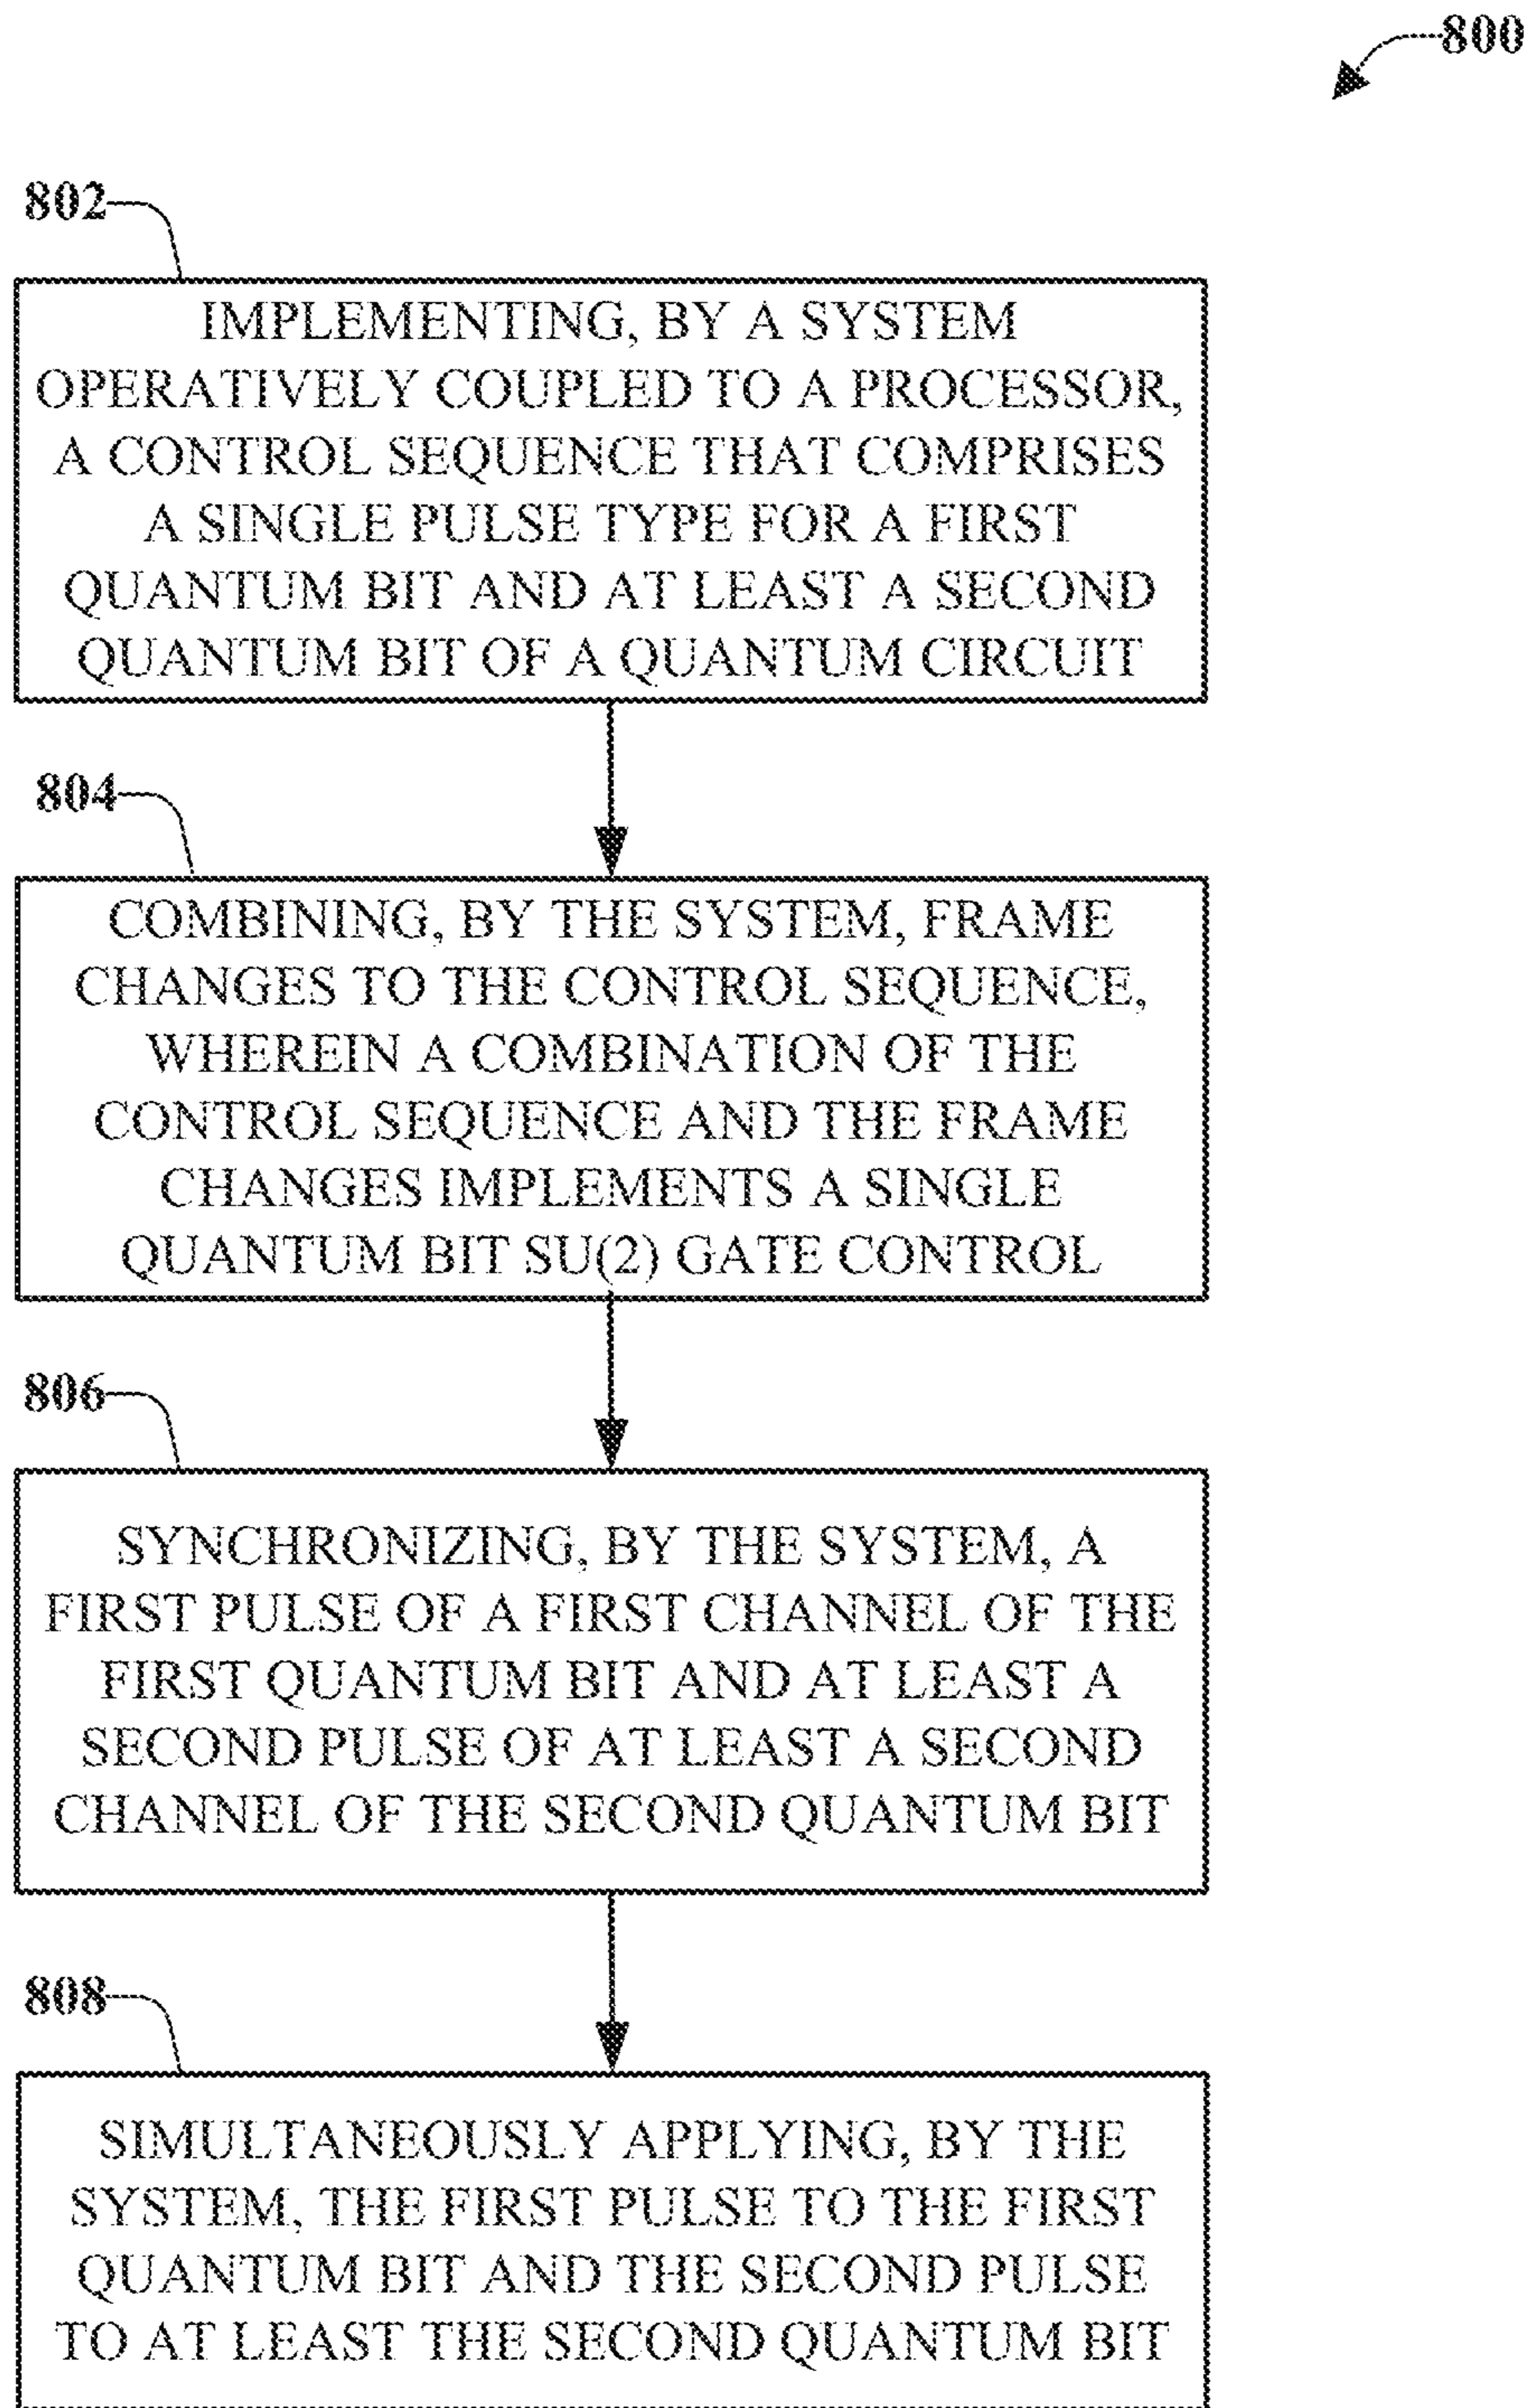 800
802
IMPLEMENTING, BY A SYSTEM
OPERATIVELY COUPLED TO A PROCESSOR,
A CONTROL SEQUENCE THAT COMPRISES
A SINGLE PULSE TYPE FOR A FIRST
QUANTUM BIT AND AT LEAST A SECOND
QUANTUM BIT OF A QUANTUM CIRCUIT
804
COMBINING, BY THE SYSTEM, FRAME
CHANGES TO THE CONTROL SEQUENCE,
WHEREIN A COMBINATION OF THE
CONTROL SEQUENCE AND THE FRAME
CHANGES IMPLEMENTS A SINGLE
QUANTUM BIT SU(2) GATE CONTROL
806
SYNCHRONIZING, BY THE SYSTEM, A
FIRST PULSE OF A FIRST CHANNEL OF THE
FIRST QUANTUM BIT AND AT LEAST A
SECOND PULSE OF AT LEAST A SECOND
CHANNEL OF THE SECOND QUANTUM BIT
808
SIMULTANEOUSLY APPLYING, BY THE
SYSTEM, THE FIRST PULSE TO THE FIRST
QUANTUM BIT AND THE SECOND PULSE
TO AT LEAST THE SECOND QUANTUM BIT